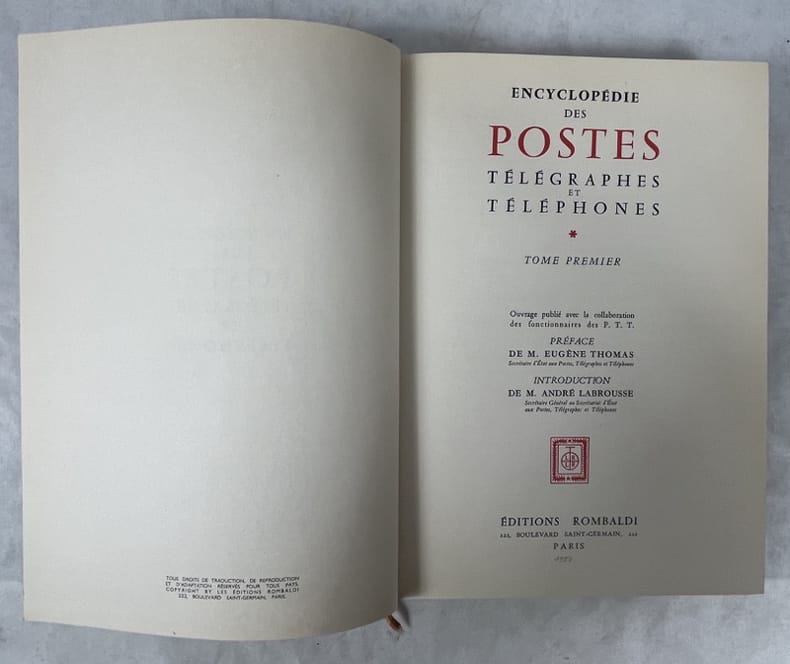 TOUS DROITS DE TRADUCTION, DE REPRODUCTION
ET D'ADAPTATION RÉSERVÉS POUR TOUS PAYS.
COPYRIGHT BY LES ÉDITIONS ROMBALDI
222, BOULEVARD SAINT-GERMAIN, PARIS.
ENCYCLOPÉDIE
DES
POSTES
TÉLÉGRAPHES
ET
TÉLÉPHONES
*
TOME PREMIER
Ouvrage publié avec la collaboration
des fonctionnaires des P. T. T.
PRÉFACE
DE M. EUGÈNE THOMAS
Secrétaire d'État aux Postes, Télégraphes et Téléphones
INTRODUCTION
DE M. ANDRÉ LABROUSSE
Secrétaire Général au Secrétariat d'État
aux Postes, Télégraphes et Téléphones
ÉDITIONS ROMBALDI
222, BOULEVARD SAINT-GERMAIN, 222
PARIS